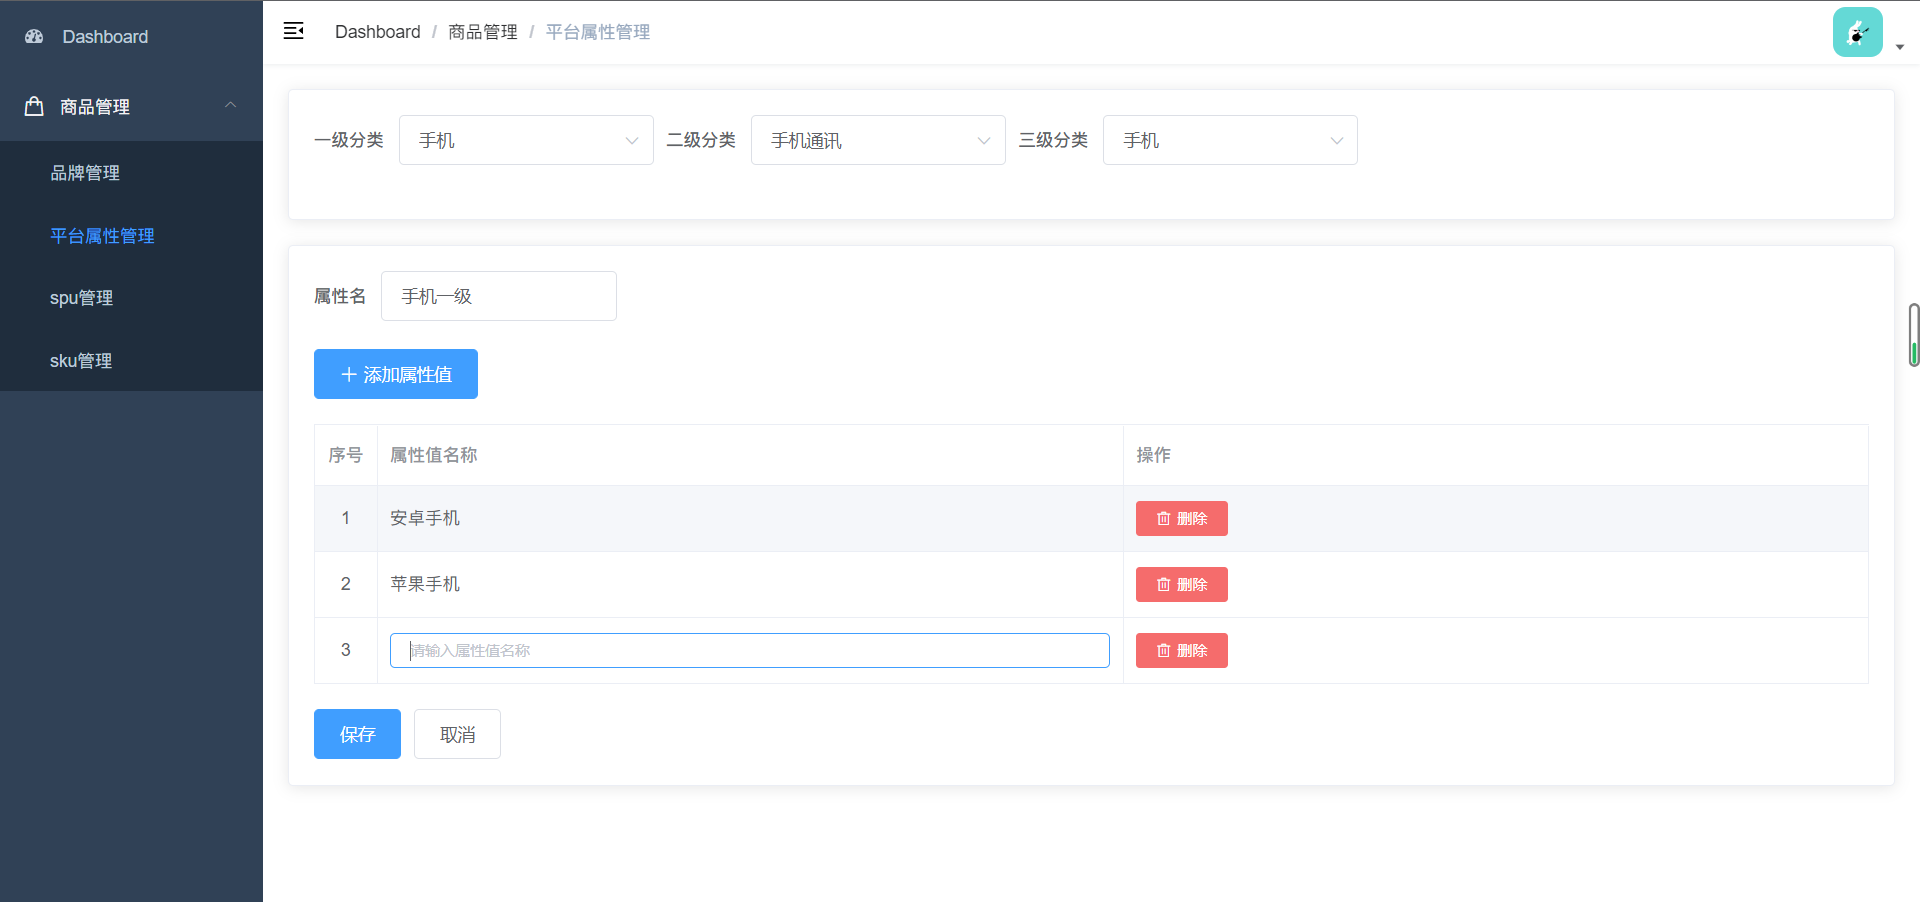 Dashboard
商品管理
品牌管理
平台属性管理
spu管理
sku管理
Dashboard / 商品管理 / 平台属性管理
一级分类 手机 二级分类 手机通讯 三级分类 手机
属性名 手机一级
添加属性值
序号 属性值名称 操作
1 安卓手机 删除
2 苹果手机 删除
3 请输入属性值名称 删除
保存 取消